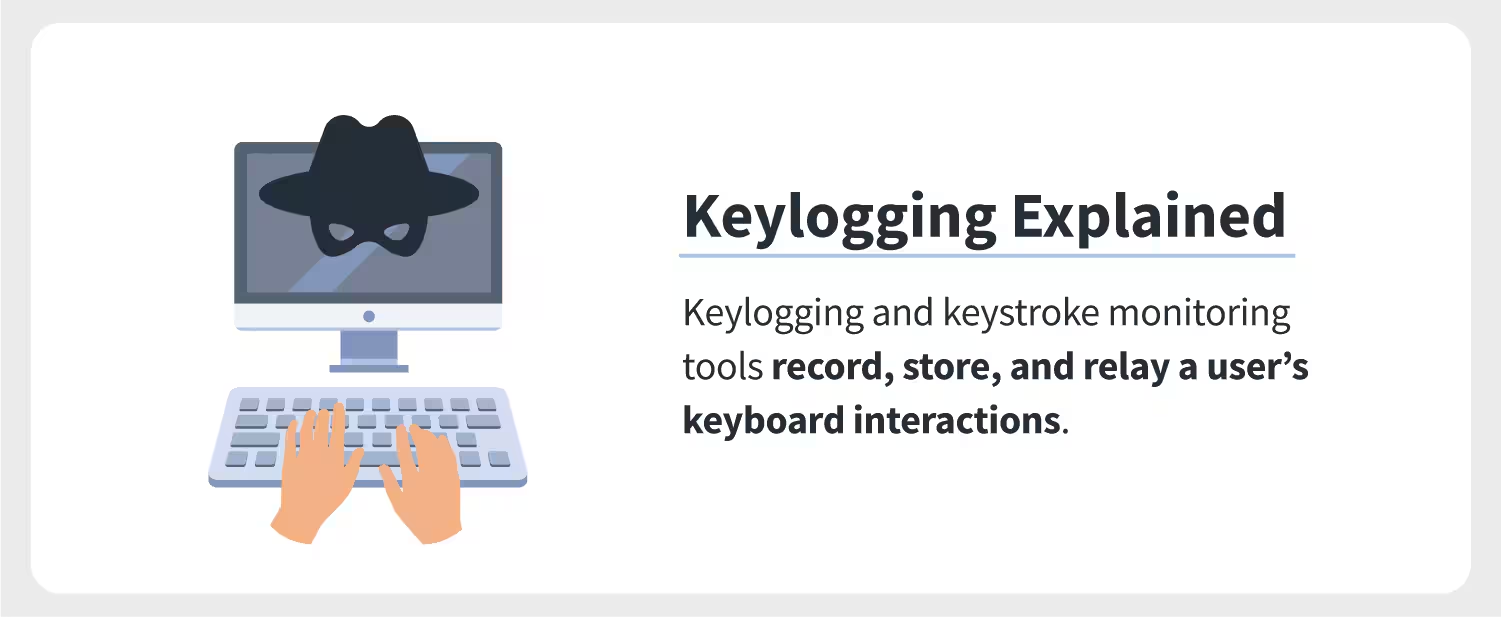 Keylogging Explained
Keylogging and keystroke monitoring
tools record, store, and relay a user’s
keyboard interactions.